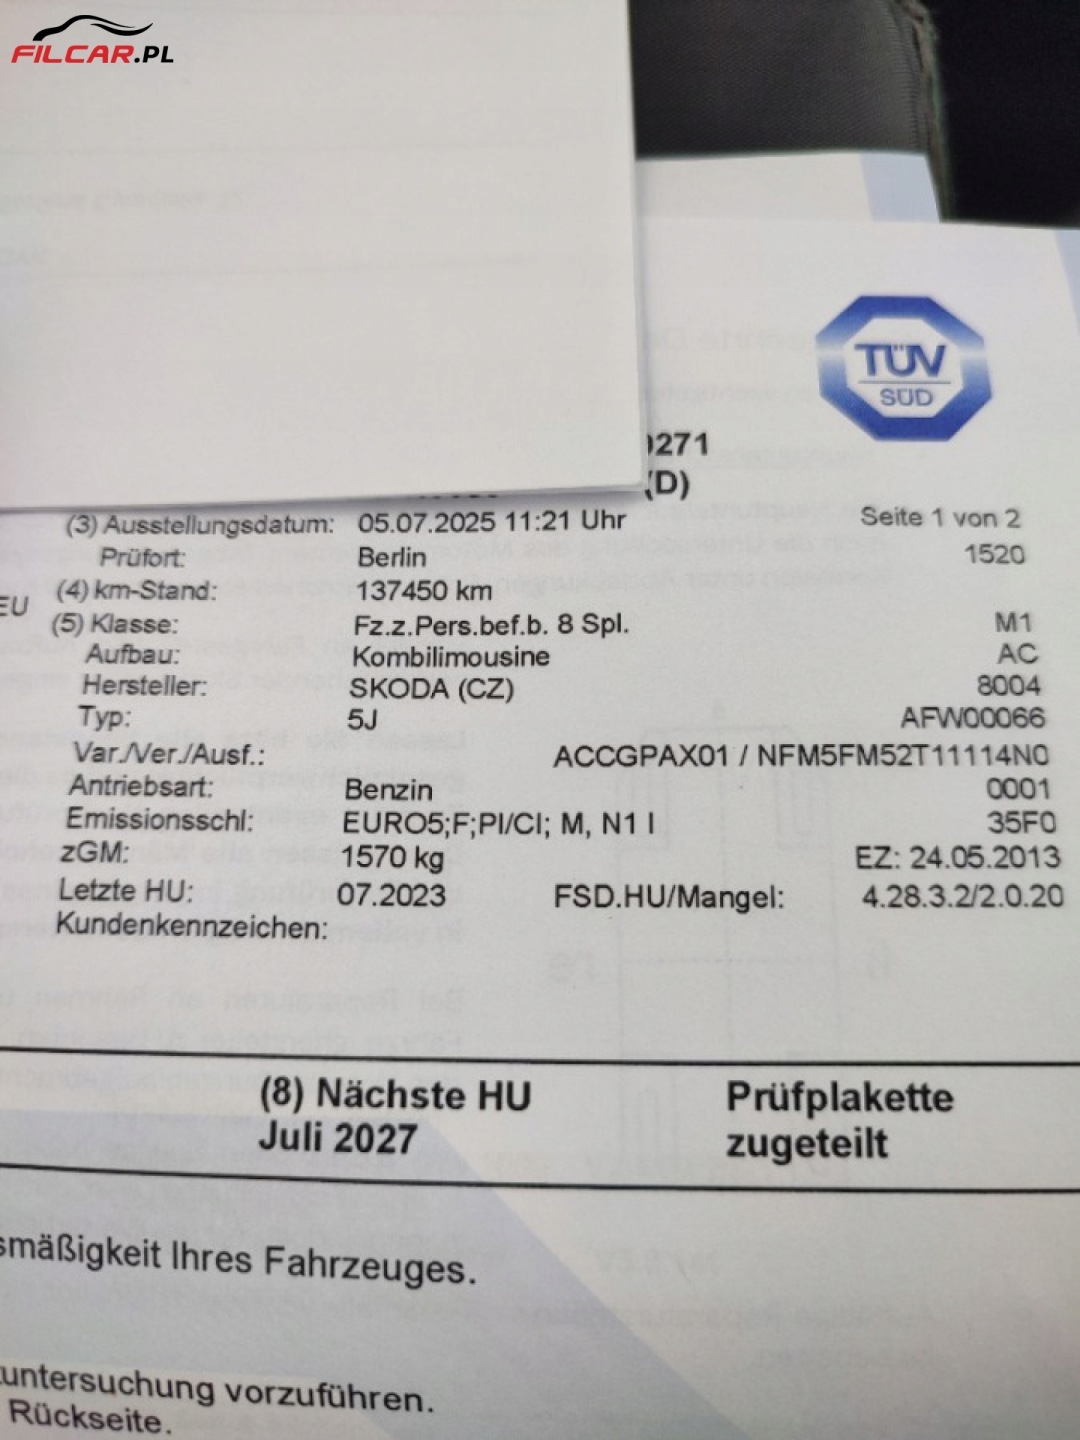 FILCAR.PL
TÜV
SÜD
0271
(D)
(3) Ausstellungsdatum: 05.07.2025 11:21 Uhr Seite 1 von 2
Prüfort: Berlin 1520
EU (4) km-Stand: 137450 km
(5) Klasse: Fz.z.Pers.bef.b. 8 Spl. M1
Aufbau: Kombilimousine AC
Hersteller: SKODA (CZ) 8004
Typ: 5J AFW00066
Var./Ver./Ausf.: ACCGPAX01 / NFM5FM52T11114N0
Antriebsart: Benzin 0001
Emissionsschl: EURO5;F;PI/CI; M, N1 I 35F0
zGM: 1570 kg EZ: 24.05.2013
Letzte HU: 07.2023 FSD.HU/Mangel: 4.28.3.2/2.0.20
Kundenkennzeichen:
(8) Nächste HU Prüfplakette
Juli 2027 zugeteilt
smäßigkeit Ihres Fahrzeuges.
untersuchung vorzuführen.
Rückseite.